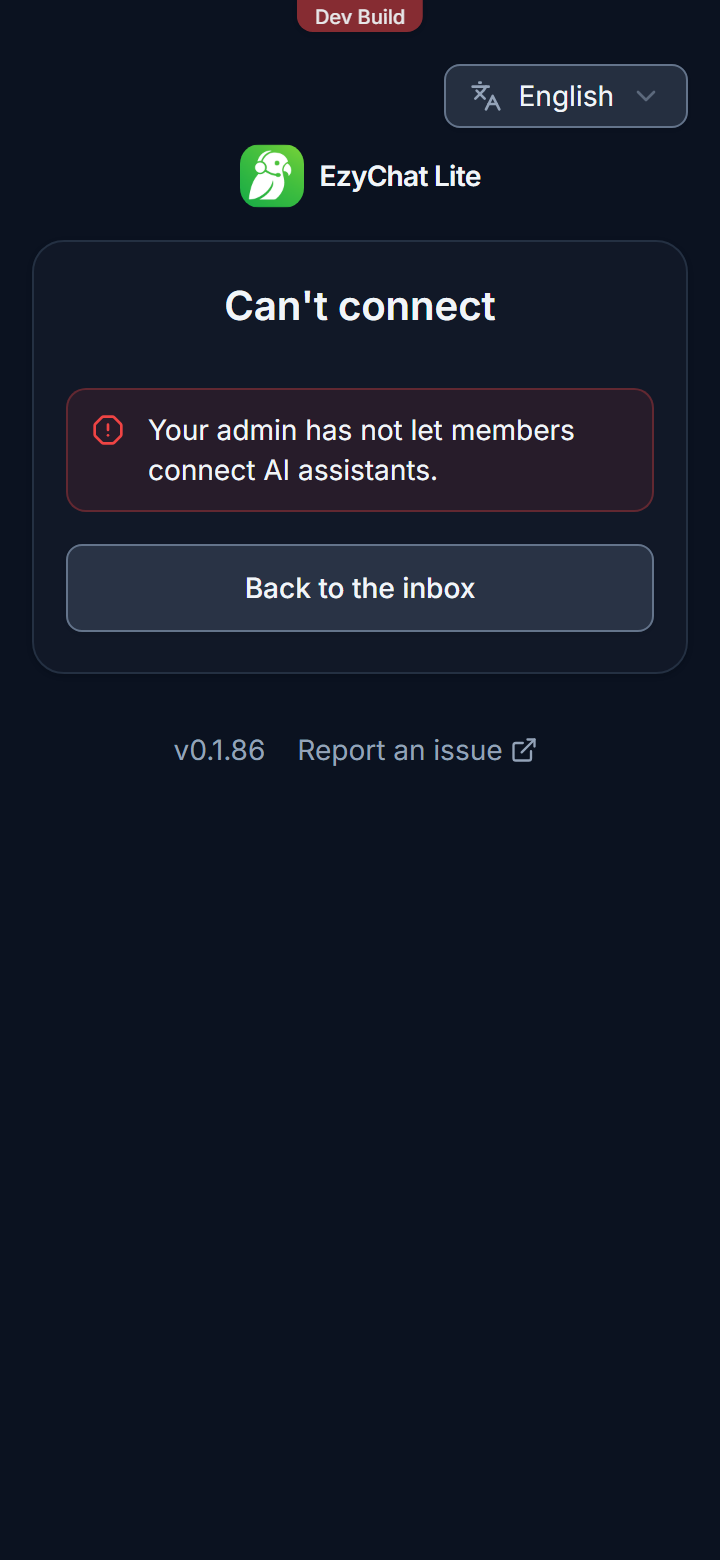 Dev Build
English
EzyChat Lite
Can't connect
Your admin has not let members
connect AI assistants.
Back to the inbox
v0.1.86 Report an issue